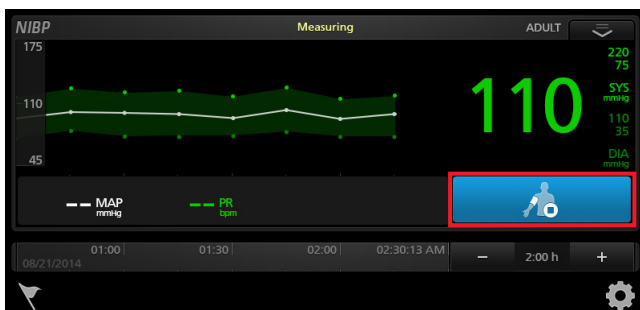 NIBP Measuring ADULT
175 220
75
SYS
mmHg
110 110
110
35
45 DIA
mmHg
-- MAP
mmHg
-- PR
bpm
01:00 01:30 02:00 02:30:13 AM - 2:00 h +
08/21/2014